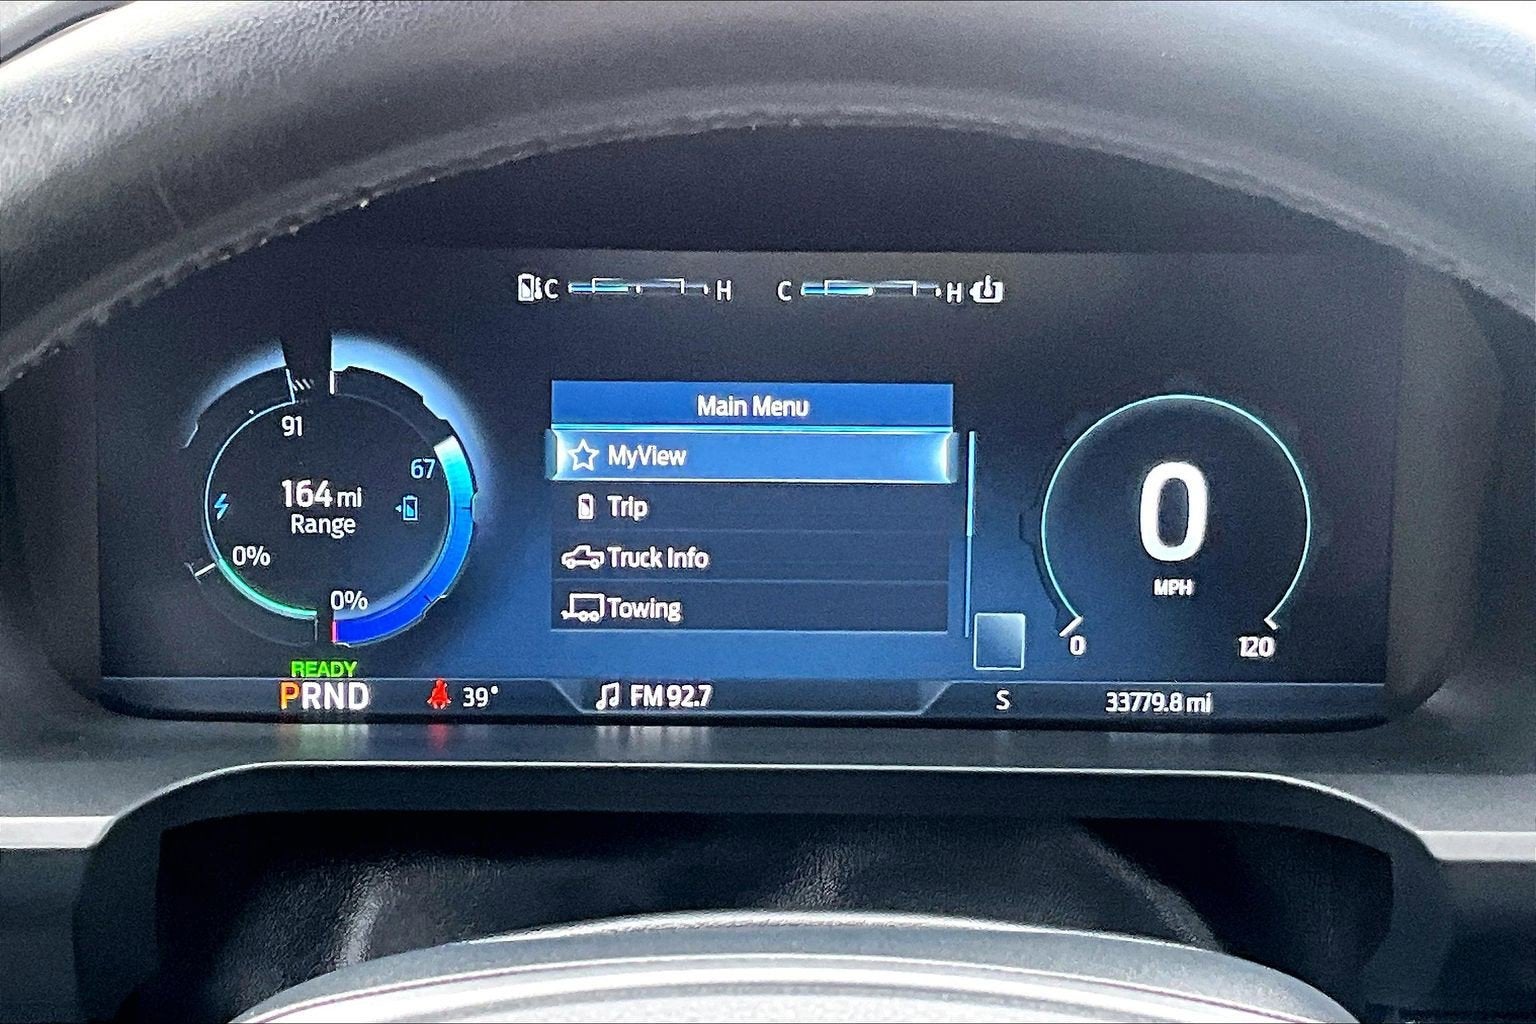 C H C H
91
67
164 mi
Range
0%
0%
READY
PRND
39°
Main Menu
MyView
Trip
Truck Info
Towing
FM 92.7
0
MPH
0
120
S
33779.8 mi